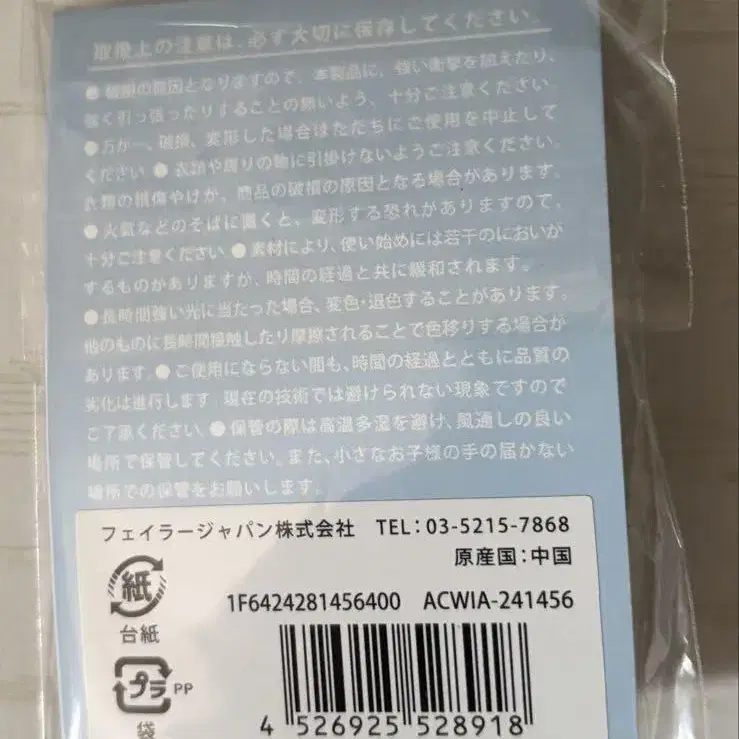 取扱上の注意は、必ず大切に保存してください。
● 破損の原因となりますので、本製品に、強い衝撃を加えたり、
強く引っ張ったりすることの無いよう、十分ご注意ください。
●万が一、破損、変形した場合はただちにご使用を中止して
ください ● 衣類や周りの物に引掛けないようご注意ください。
衣類の損傷やけが、商品の破損の原因となる場合があります。
● 火気などのそばに置くと、変形する恐れがありますので、
十分ご注意ください ● 素材により、使い始めには若干のにおいが
するものがありますが、時間の経過と共に緩和されます。
●長時間強い光に当たった場合、変色・退色することがあります。
他のものに長時間接触したり摩擦されることで色移りする場合が
あります。● ご使用にならない間も、時間の経過とともに品質の
劣化は進行します。現在の技術では避けられない現象ですので
ご了承ください。● 保管の際は高温多湿を避け、風通しの良い
場所で保管してください。また、小さなお子様の手の届かない
場所での保管をお願いします。
フェイラージャパン株式会社 TEL:03-5215-7868
原産国:中国
紙
台紙
1F6424281456400 ACWIA-241456
プラ PP
袋
4 526925 528918